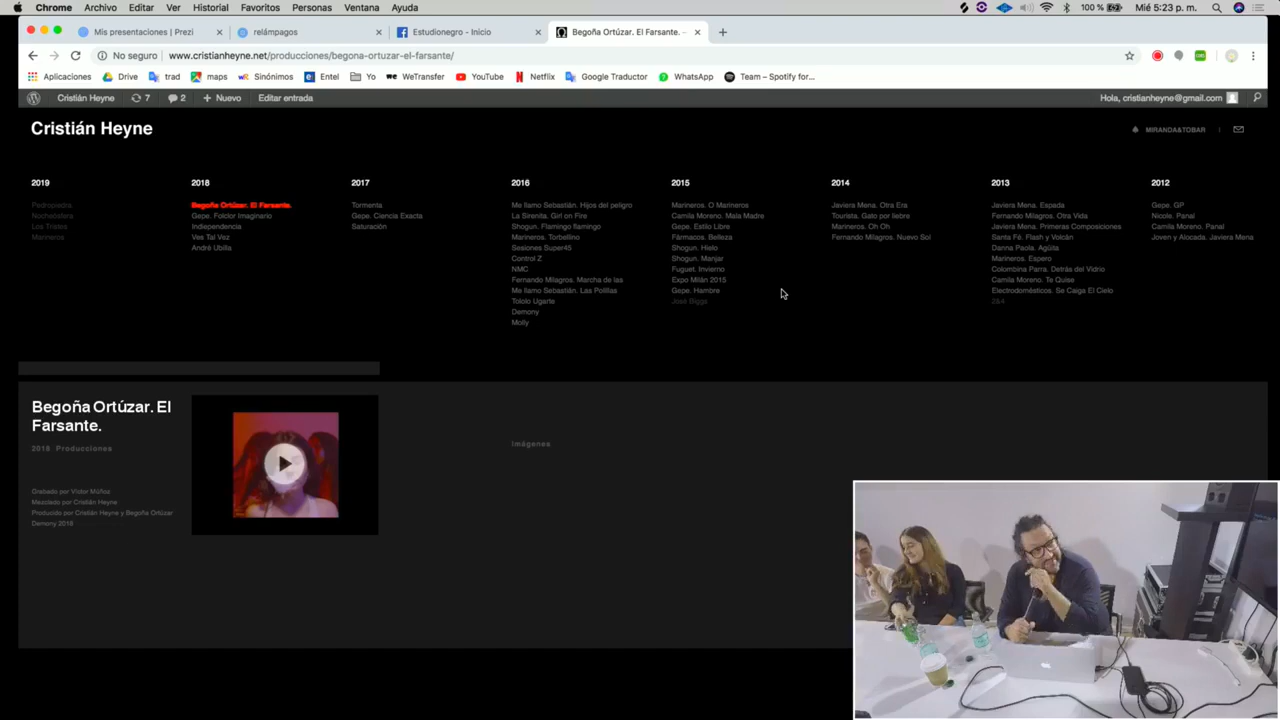 Chrome Archivo Editar Ver Historial Favoritos Personas Ventana Ayuda 100 % Mié 5:23 p. m.
Mis presentaciones | Prezi relámpagos Estudionegro - Inicio Begoña Ortúzar. El Farsante. -
No seguro www.cristianheyne.net/producciones/begona-ortuzar-el-farsante/
Aplicaciones Drive trad maps Sinónimos Entel Yo WeTransfer YouTube Netflix Google Traductor WhatsApp Team – Spotify for...
Cristián Heyne 7 2 Nuevo Editar entrada Hola, cristianheyne@gmail.com
Cristián Heyne
MIRANDA&TOBAR
2019
Pedropiedra
Nocheósfera
Los Tristes
Marineros
2018
Begoña Ortúzar. El Farsante.
Gepe. Folclor Imaginario
Independencia
Ves Tal Vez
André Ubilla
2017
Tormenta
Gepe. Ciencia Exacta
Saturación
2016
Me llamo Sebastián. Hijos del peligro
La Sirenita. Girl on Fire
Shogun. Flamingo flamingo
Marineros. Torbellino
Sesiones Super45
Control Z
NMC
Fernando Milagros. Marcha de las
Me llamo Sebastián. Las Polillas
Tololo Ugarte
Demony
Molly
2015
Marineros. O Marineros
Camila Moreno. Mala Madre
Gepe. Estilo Libre
Fármacos. Belleza
Shogun. Hielo
Shogun. Manjar
Fuguet. Invierno
Expo Milán 2015
Gepe. Hambre
José Biggs
2014
Javiera Mena. Otra Era
Tourista. Gato por liebre
Marineros. Oh Oh
Fernando Milagros. Nuevo Sol
2013
Javiera Mena. Espada
Fernando Milagros. Otra Vida
Javiera Mena. Primeras Composiciones
Santa Fé. Flash y Volcán
Danna Paola. Agüita
Marineros. Espero
Colombina Parra. Detrás del Vidrio
Camila Moreno. Te Quise
Electrodomésticos. Se Caiga El Cielo
2&4
2012
Gepe. GP
Nicole. Panal
Camila Moreno. Panal
Joven y Alocada. Javiera Mena
Begoña Ortúzar. El
Farsante.
2018 Producciones
Grabado por Víctor Múñoz
Mezclado por Cristián Heyne
Producido por Cristián Heyne y Begoña Ortúzar
Demony 2018
Imágenes